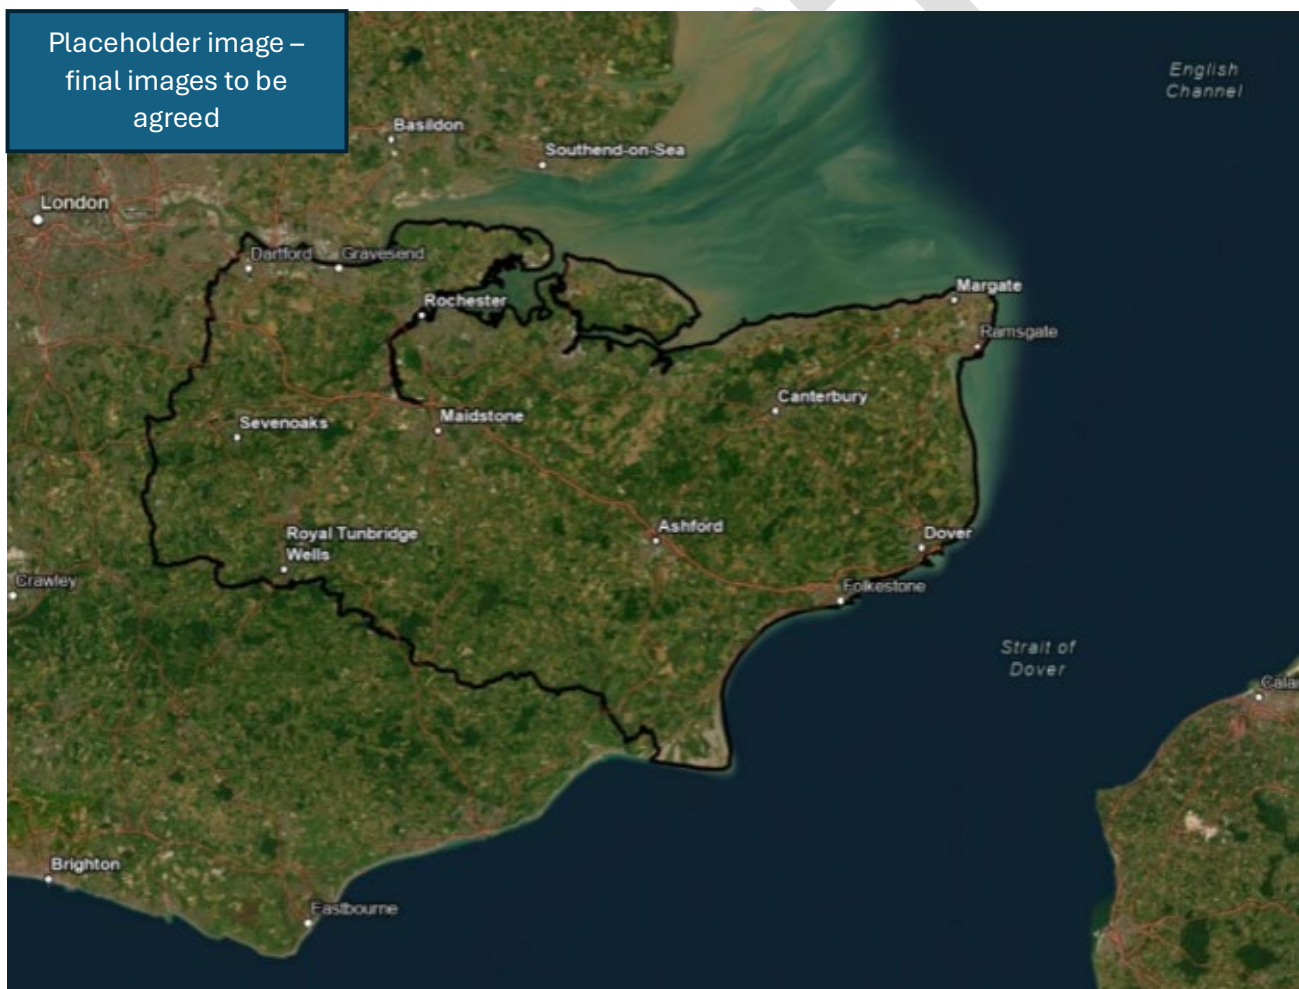 Placeholder image –
final images to be
agreed
English
Channel
Basildon
Southend-on-Sea
London
Dartford
Gravesend
Margate
Rochester
Ramsgate
Canterbury
Maidstone
Sevenoaks
Ashford
Royal Tunbridge
Wells
Dover
Crawley
Folkestone
Strait of
Dover
Calai
Brighton
Eastbourne